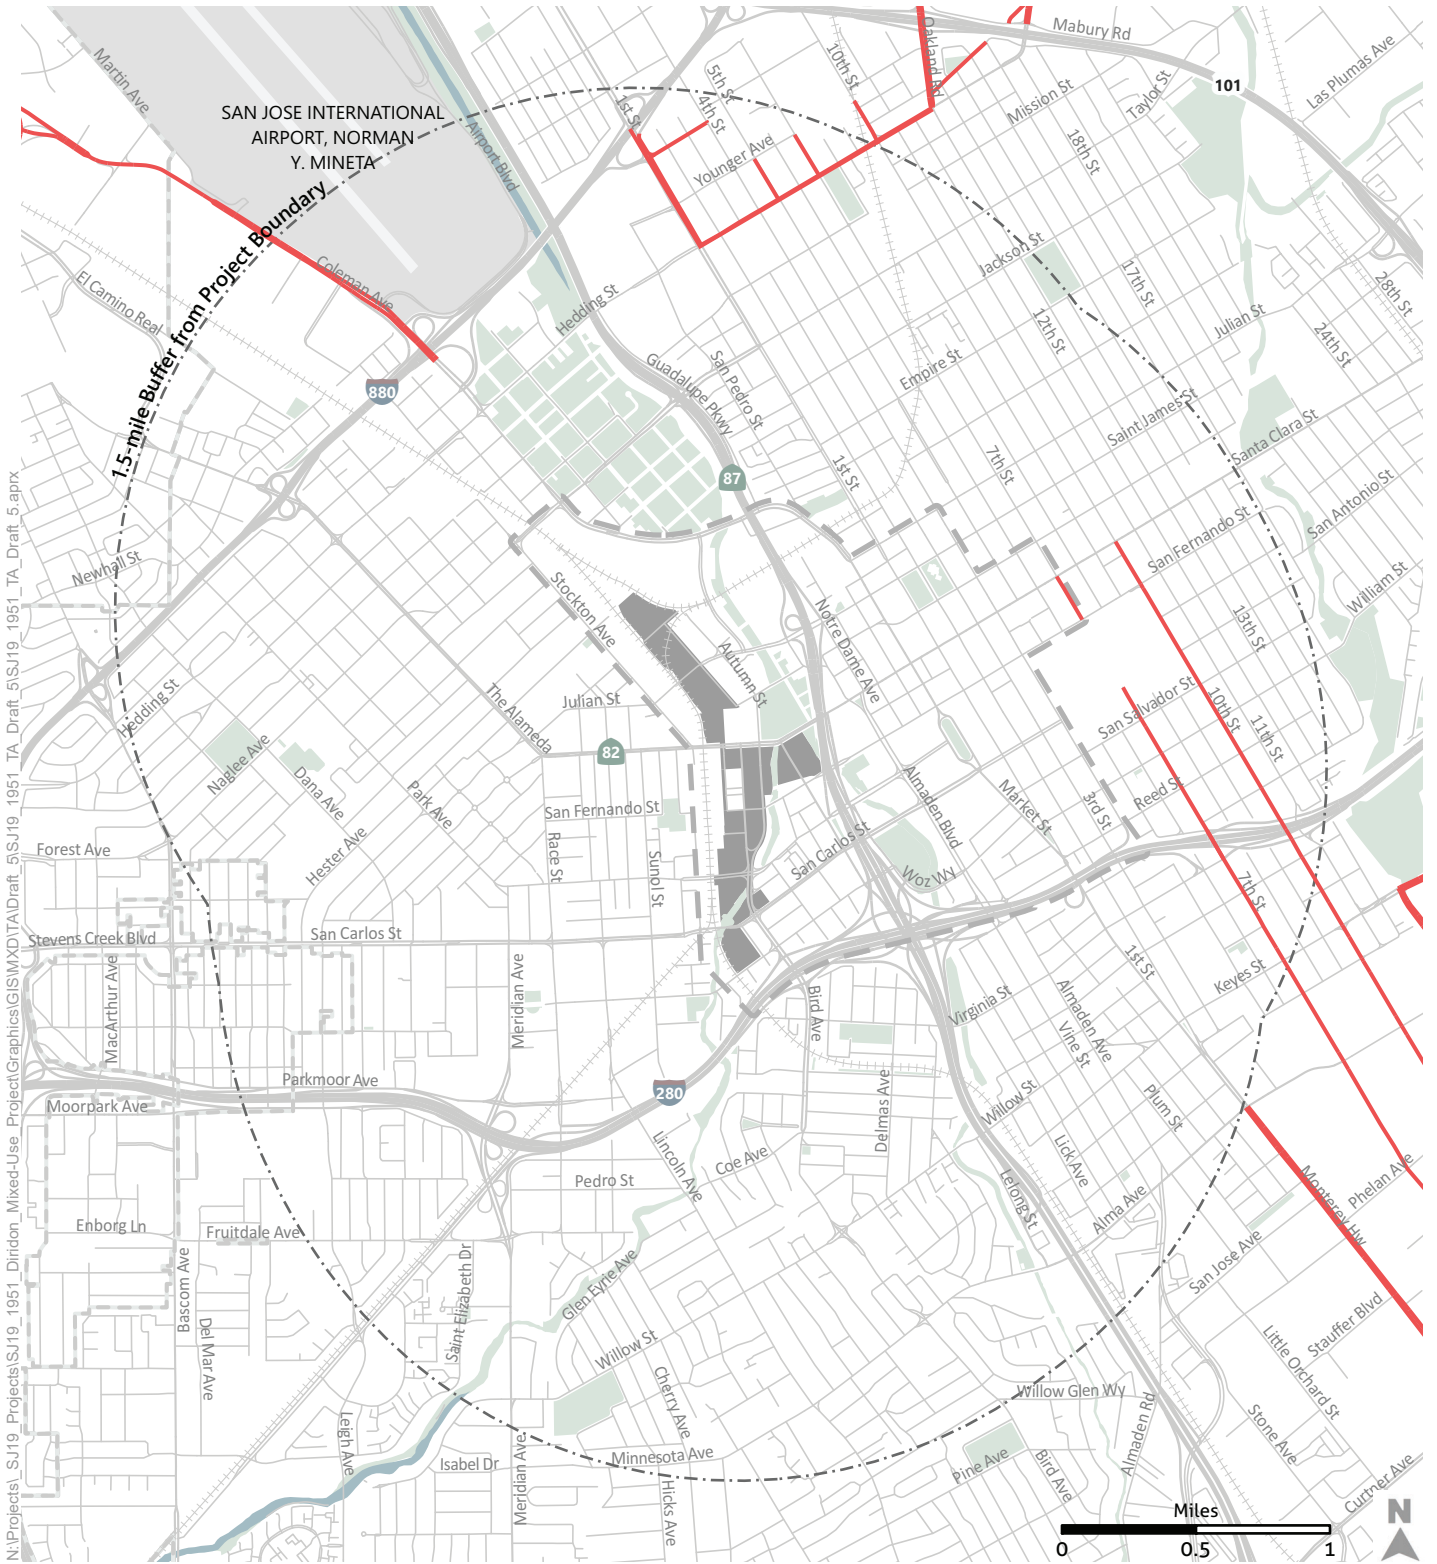 Mabury Rd
Oakland Rd
Las Plumas Ave
10th St
Martin Ave
5th St
4th St
1st St
101
Taylor St
Mission St
SAN JOSE INTERNATIONAL
AIRPORT, NORMAN
Y. MINETA
Airport Blvd
18th St
Younger Ave
1.5-mile Buffer from Project Boundary
Jackson St
17th St
28th St
Coleman Ave
El Camino Real
Hedding St
Julian St
12th St
24th St
Guadalupe Pkwy
San Pedro St
Empire St
880
Saint James St
Santa Clara St
7th St
1st St
87
San Antonio St
San Fernando St
Newhall St
William St
Stockton Ave
Notre Dame Ave
13th St
Autumn St
Hedding St
The Alameda
Julian St
San Salvador St
10th St
11th St
82
Naglee Ave
Dana Ave
Park Ave
San Fernando St
Almaden Blvd
Market St
3rd St
Reed St
Forest Ave
Hester Ave
Race St
Sunol St
San Carlos St
Woz Wy
7th St
Stevens Creek Blvd
San Carlos St
MacArthur Ave
Meridian Ave
Bird Ave
Virginia St
1st St
Keyes St
Almaden Ave
Vine St
Parkmoor Ave
280
Moorpark Ave
Delmas Ave
Willow St
Plum St
Lincoln Ave
Coe Ave
Lick Ave
Pedro St
Lelong St
Alma Ave
Monterey Hw
Phelan Ave
Enborg Ln
Fruitdale Ave
Bascom Ave
Saint Elizabeth Dr
Glen Eyrie Ave
San Jose Ave
Del Mar Ave
Willow St
Stauffer Blvd
Little Orchard St
Cherry Ave
Willow Glen Wy
Leigh Ave
Almaden Rd
Stone Ave
Isabel Dr
Meridian Ave
Minnesota Ave
Hicks Ave
Pine Ave
Bird Ave
Curtner Ave
Miles
0 0.5 1
N
N:\Projects\_SJ19_Projects\SJ19_1951_Diridon_Mixed-Use_Project\Graphics\GIS\MXD\TA\Draft_5\SJ19_1951_TA_Draft_5\SJ19_1951_TA_Draft_5.aprx